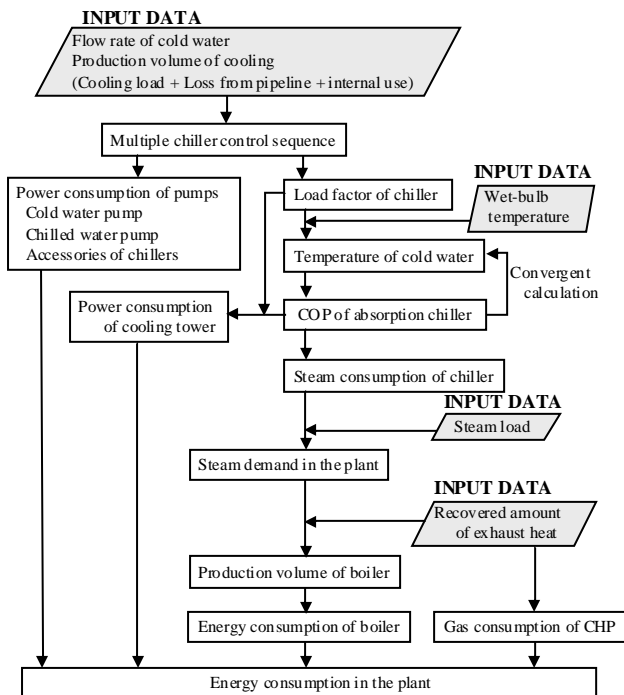 INPUT DATA
Flow rate of cold water
Production volume of cooling
(Cooling load + Loss from pipeline + internal use)
Multiple chiller control sequence
INPUT DATA
Power consumption of pumps
Cold water pump
Chilled water pump
Accessories of chillers
Load factor of chiller
Wet-bulb
temperature
Temperature of cold water
Convergent
calculation
Power consumption
of cooling tower
COP of absorption chiller
Steam consumption of chiller
INPUT DATA
Steam load
Steam demand in the plant
INPUT DATA
Recovered amount
of exhaust heat
Production volume of boiler
Energy consumption of boiler
Gas consumption of CHP
Energy consumption in the plant